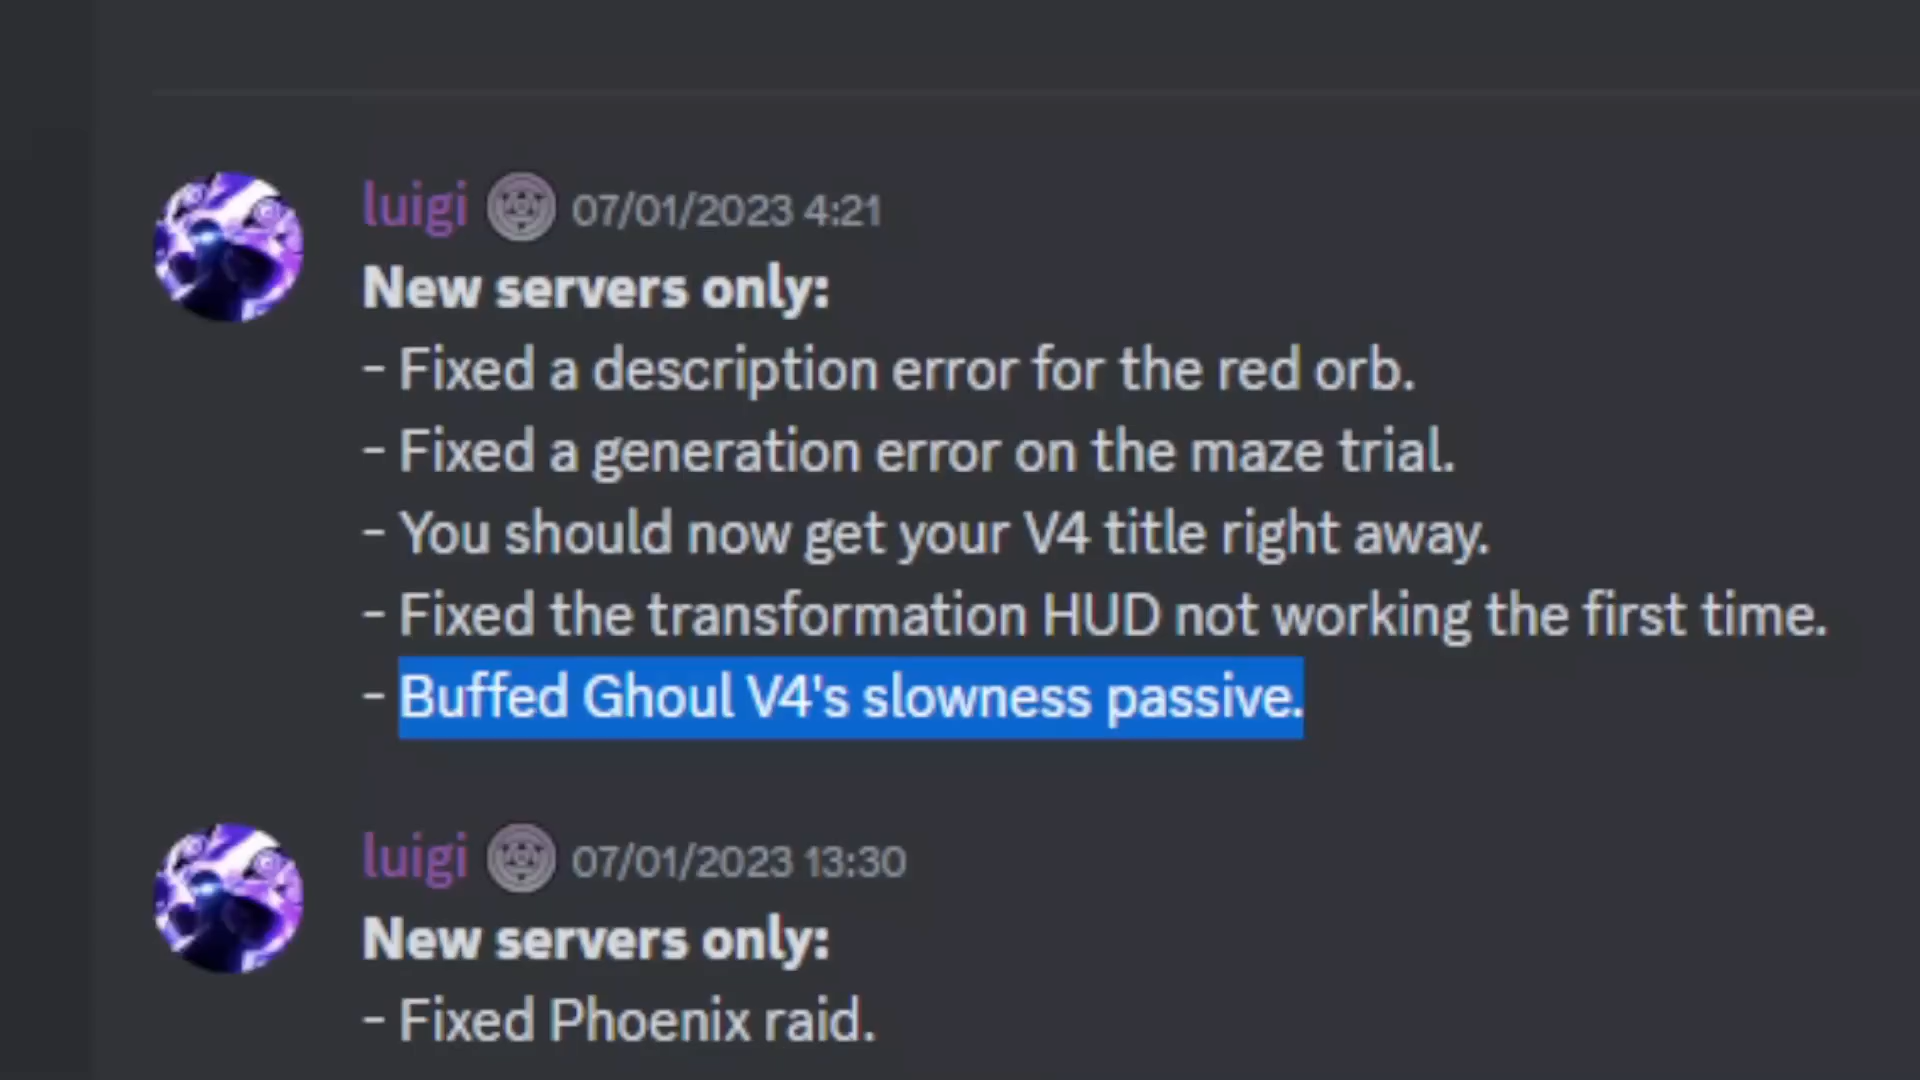 luigi 07/01/2023 4:21
New servers only:
- Fixed a description error for the red orb.
- Fixed a generation error on the maze trial.
- You should now get your V4 title right away.
- Fixed the transformation HUD not working the first time.
- Buffed Ghoul V4's slowness passive.
luigi 07/01/2023 13:30
New servers only:
- Fixed Phoenix raid.